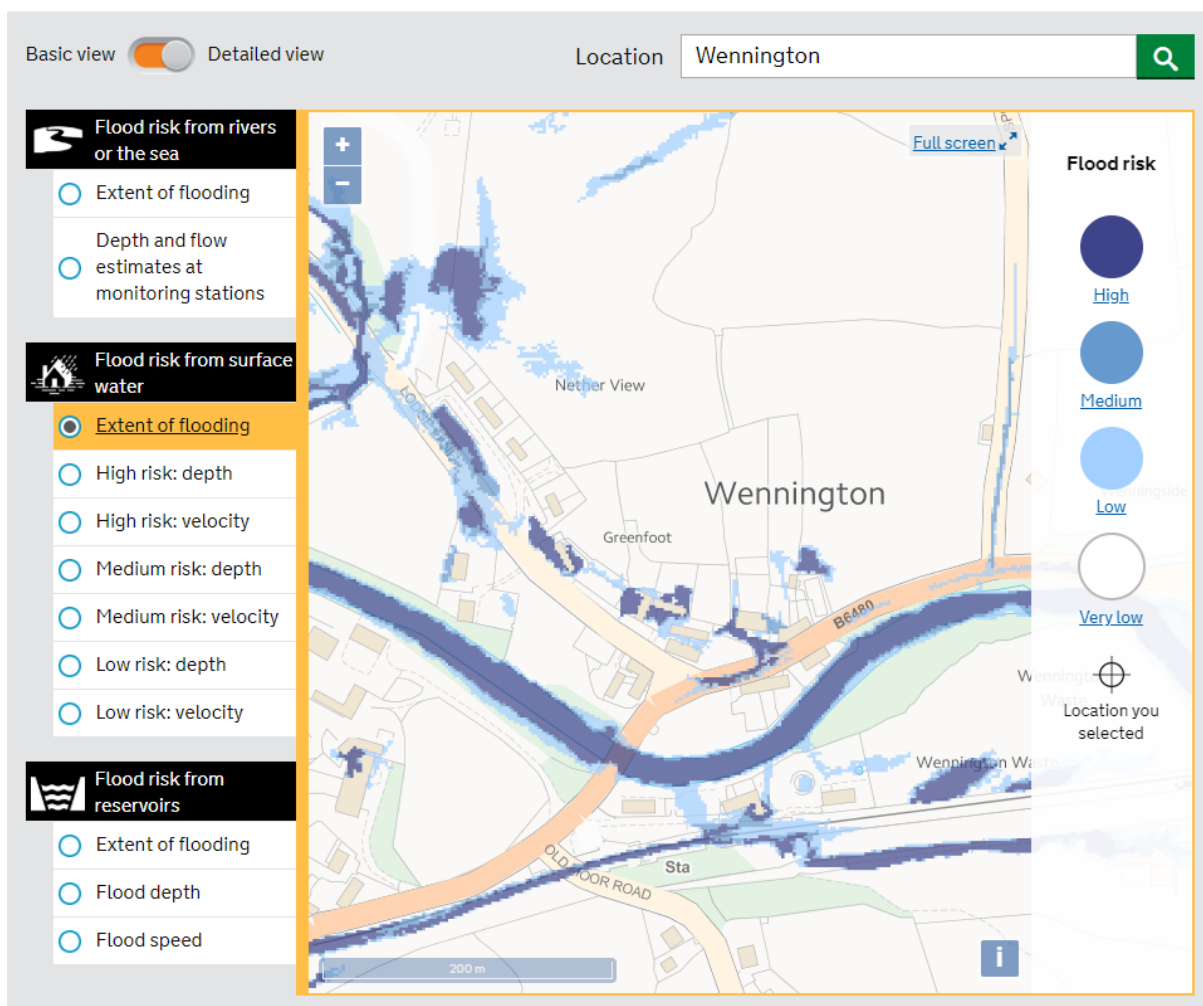 Basic view
Detailed view
Location
Wennington
Flood risk from rivers
or the sea
Extent of flooding
Depth and flow
estimates at
monitoring stations
Flood risk from surface
water
Extent of flooding
High risk: depth
High risk: velocity
Medium risk: depth
Medium risk: velocity
Low risk: depth
Low risk: velocity
Flood risk from
reservoirs
Extent of flooding
Flood depth
Flood speed
+
−
Full screen
Nether View
Wennington
Greenfoot
B6480
Wennington Waste
Sta
OLD MOOR ROAD
200 m
i
Flood risk
High
Medium
Wenningside
Low
Very low
Location you
selected